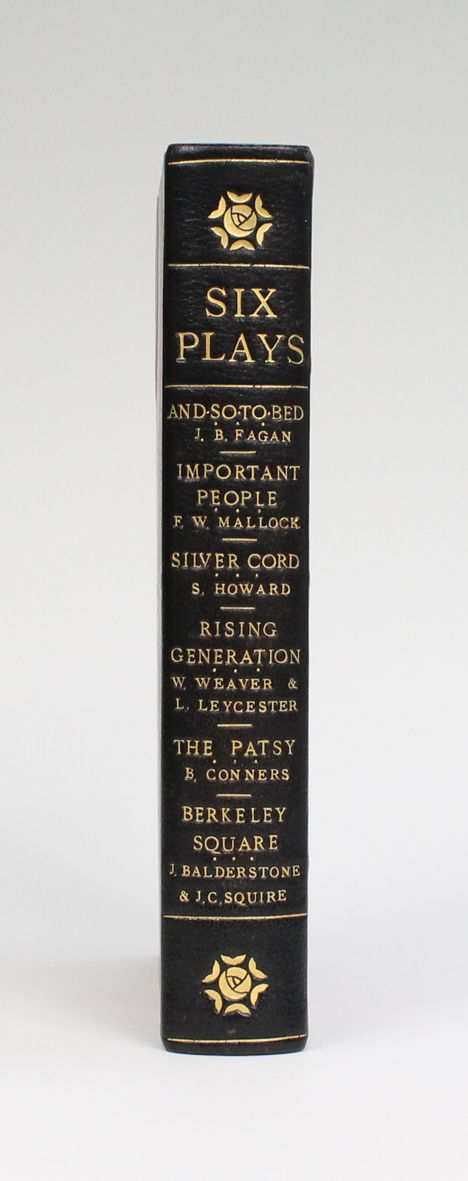 SIX
PLAYS
AND·SO·TO·BED
J. B. FAGAN
IMPORTANT
PEOPLE
F. W. MALLOCK
SILVER CORD
S. HOWARD
RISING
GENERATION
W. WEAVER &
L. LEYCESTER
THE PATSY
B. CONNERS
BERKELEY
SQUARE
J. BALDERSTONE
& J.C. SQUIRE